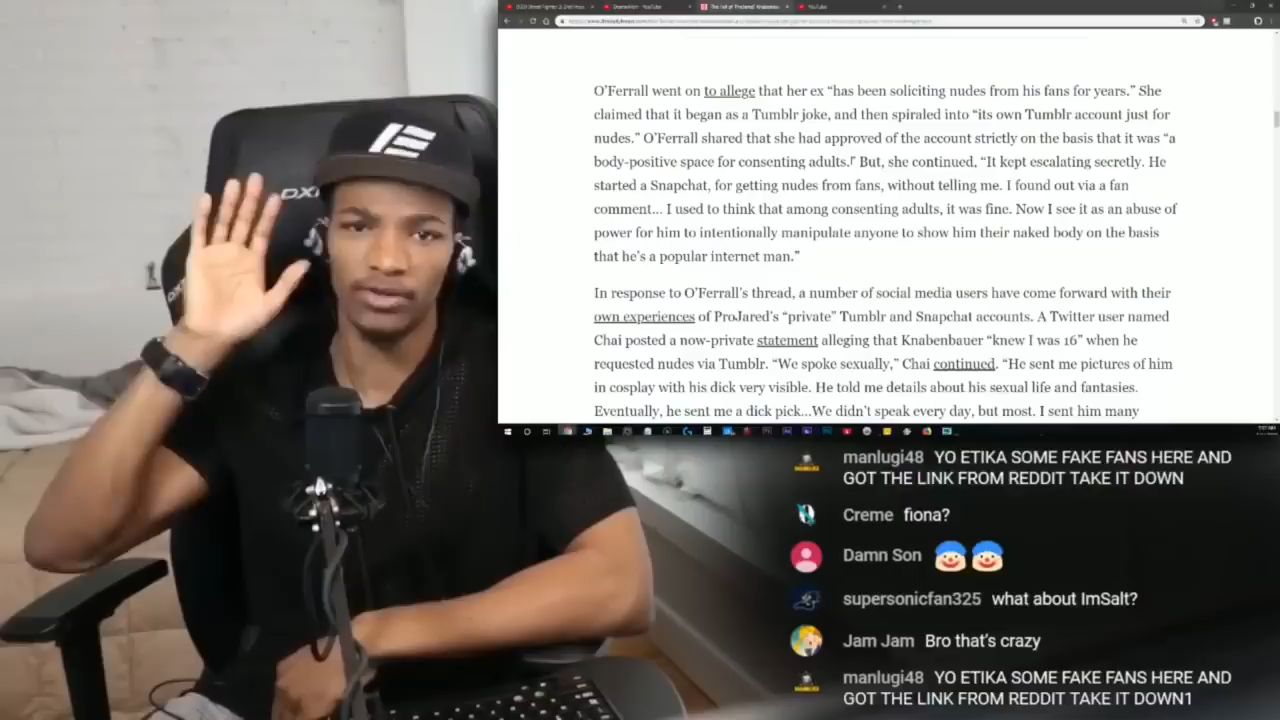 YouTube
O'Ferrall went on to allege that her ex “has been soliciting nudes from his fans for years.” She
claimed that it began as a Tumblr joke, and then spiraled into “its own Tumblr account just for
nudes.” O'Ferrall shared that she had approved of the account strictly on the basis that it was “a
body-positive space for consenting adults.” But, she continued, “It kept escalating secretly. He
started a Snapchat, for getting nudes from fans, without telling me. I found out via a fan
comment... I used to think that among consenting adults, it was fine. Now I see it as an abuse of
power for him to intentionally manipulate anyone to show him their naked body on the basis
that he's a popular internet man.”
In response to O'Ferrall's thread, a number of social media users have come forward with their
own experiences of ProJared's “private” Tumblr and Snapchat accounts. A Twitter user named
Chai posted a now-private statement alleging that Knabenbauer “knew I was 16” when he
requested nudes via Tumblr. “We spoke sexually,” Chai continued. “He sent me pictures of him
in cosplay with his dick very visible. He told me details about his sexual life and fantasies.
Eventually, he sent me a dick pic...We didn't speak every day, but most. I sent him many
manlugi48 YO ETIKA SOME FAKE FANS HERE AND
GOT THE LINK FROM REDDIT TAKE IT DOWN
Creme fiona?
Damn Son
supersonicfan325 what about ImSalt?
Jam Jam Bro that's crazy
manlugi48 YO ETIKA SOME FAKE FANS HERE AND
GOT THE LINK FROM REDDIT TAKE IT DOWN1